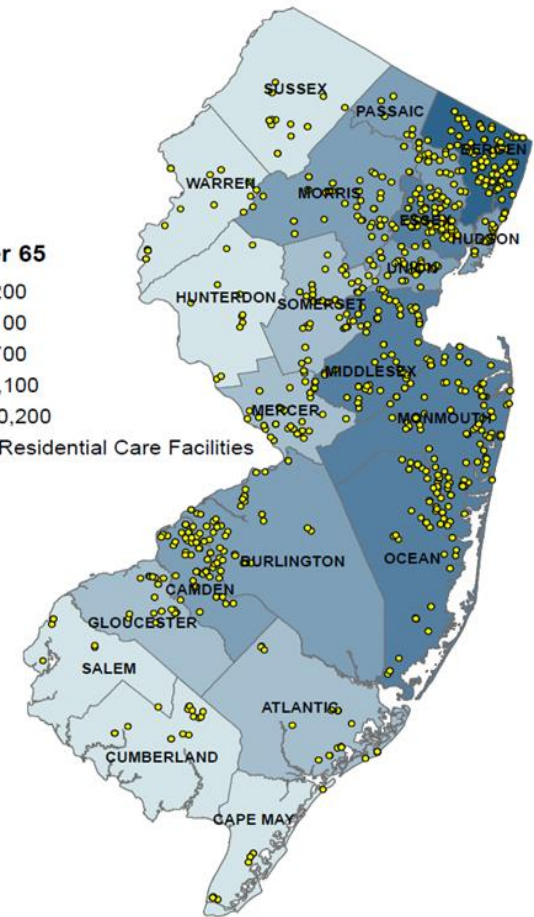 SUSSEX
PASSAIC
BERGEN
WARREN
MORRIS
ESSEX
HUDSON
r 65
UNION
200
HUNTERDON
SOMERSET
00
700
,100
MIDDLESEX
0,200
MERCER
MONMOUTH
Residential Care Facilities
BURLINGTON
OCEAN
CAMDEN
GLOUCESTER
SALEM
ATLANTIC
CUMBERLAND
CAPE MAY